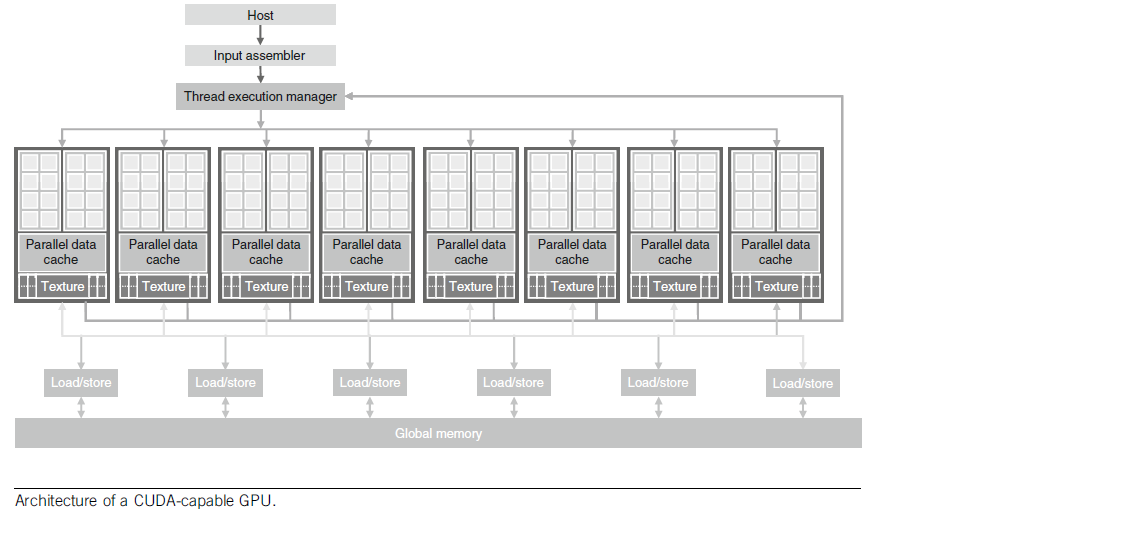 Host
Input assembler
Thread execution manager
Parallel data
cache
Parallel data
cache
Parallel data
cache
Parallel data
cache
Parallel data
cache
Parallel data
cache
Parallel data
cache
Parallel data
cache
Texture
Texture
Texture
Texture
Texture
Texture
Texture
Texture
Load/store
Load/store
Load/store
Load/store
Load/store
Load/store
Global memory
Architecture of a CUDA-capable GPU.